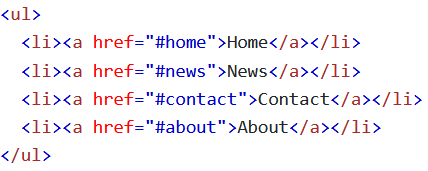 <ul>
  <li><a href="#home">Home</a></li>
  <li><a href="#news">News</a></li>
  <li><a href="#contact">Contact</a></li>
  <li><a href="#about">About</a></li>
</ul>